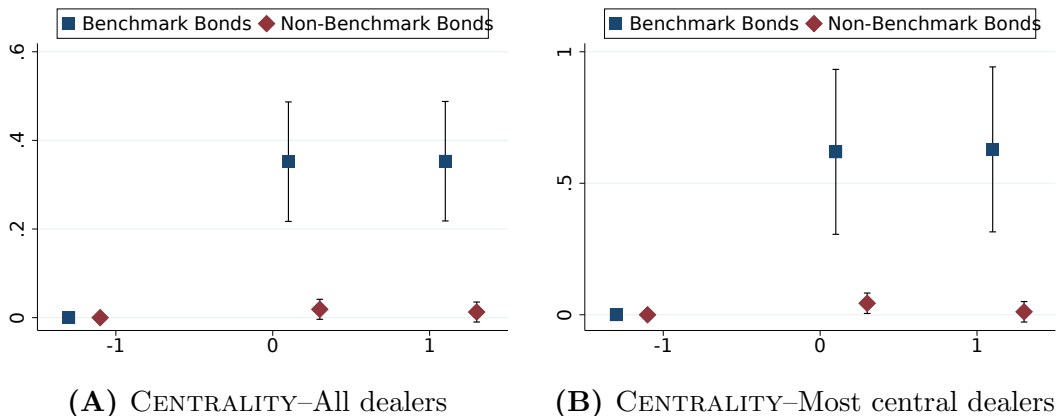 Benchmark Bonds Non-Benchmark Bonds
.6
.4
.2
0
-1 0 1
(A) CENTRALITY–All dealers
Benchmark Bonds Non-Benchmark Bonds
1
.5
0
-1 0 1
(B) CENTRALITY–Most central dealers